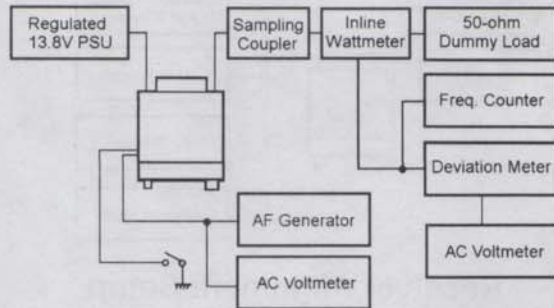 Regulated
13.8V PSU
Sampling
Coupler
Inline
Wattmeter
50-ohm
Dummy Load
Freq. Counter
Deviation Meter
AF Generator
AC Voltmeter
AC Voltmeter